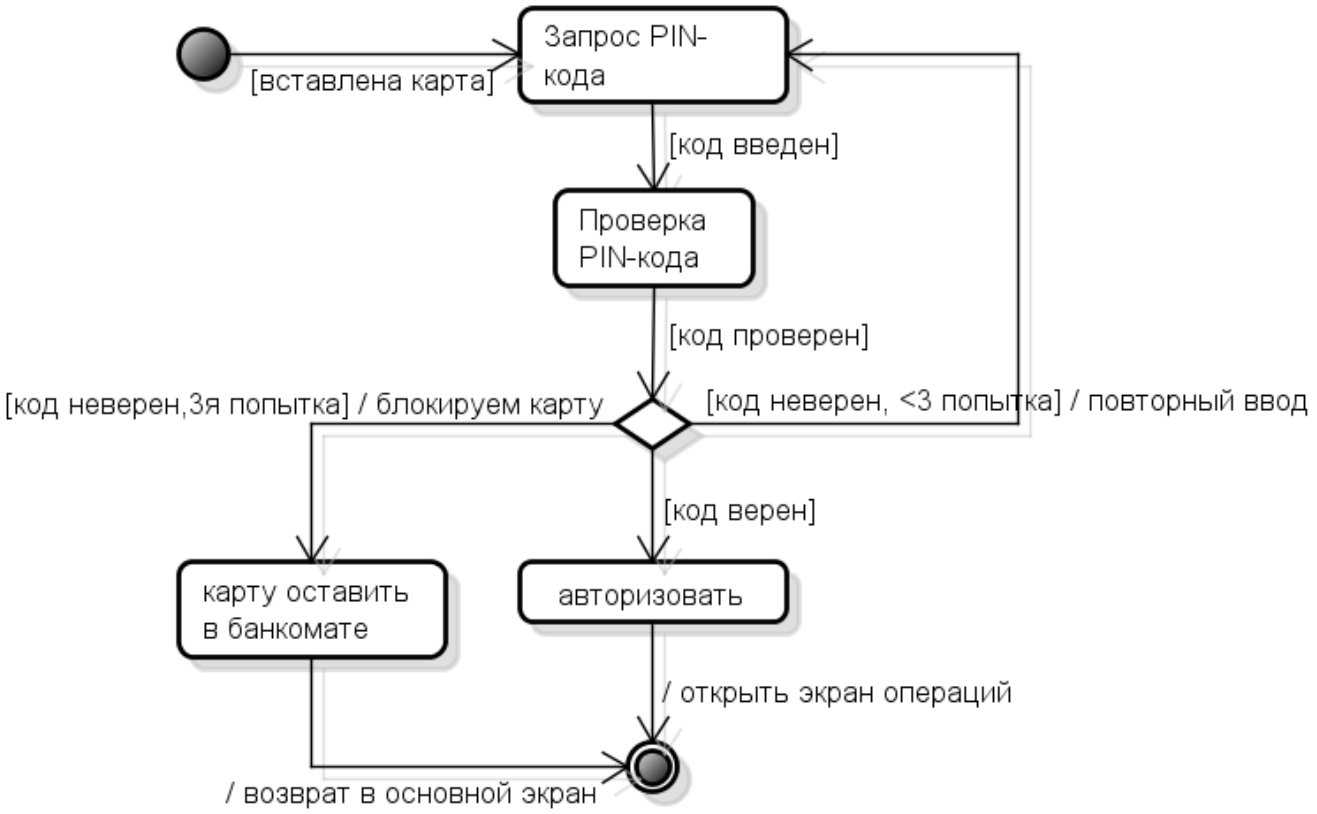 Запрос PIN-
кода
[вставлена карта]
[код введен]
Проверка
PIN-кода
[код проверен]
[код неверен,3я попытка] / блокируем карту
[код неверен, <3 попытка] / повторный ввод
[код верен]
карту оставить
в банкомате
авторизовать
/ открыть экран операций
/ возврат в основной экран